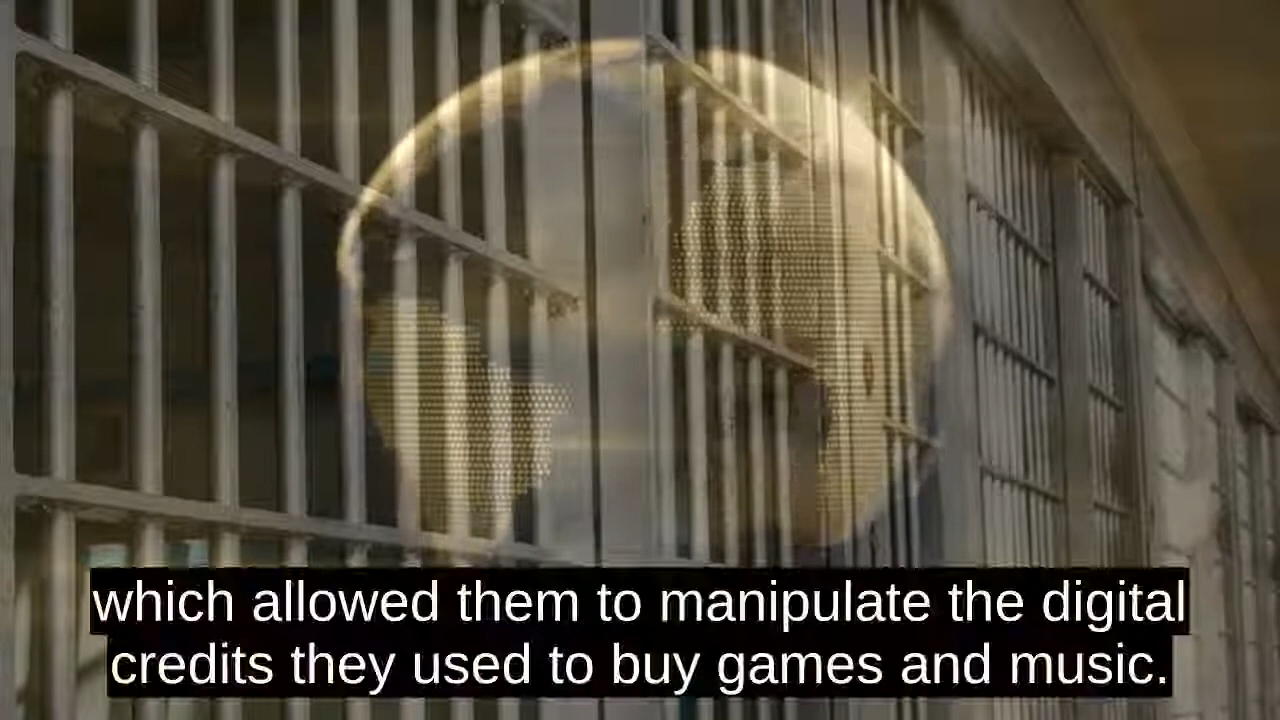 which allowed them to manipulate the digital
credits they used to buy games and music.